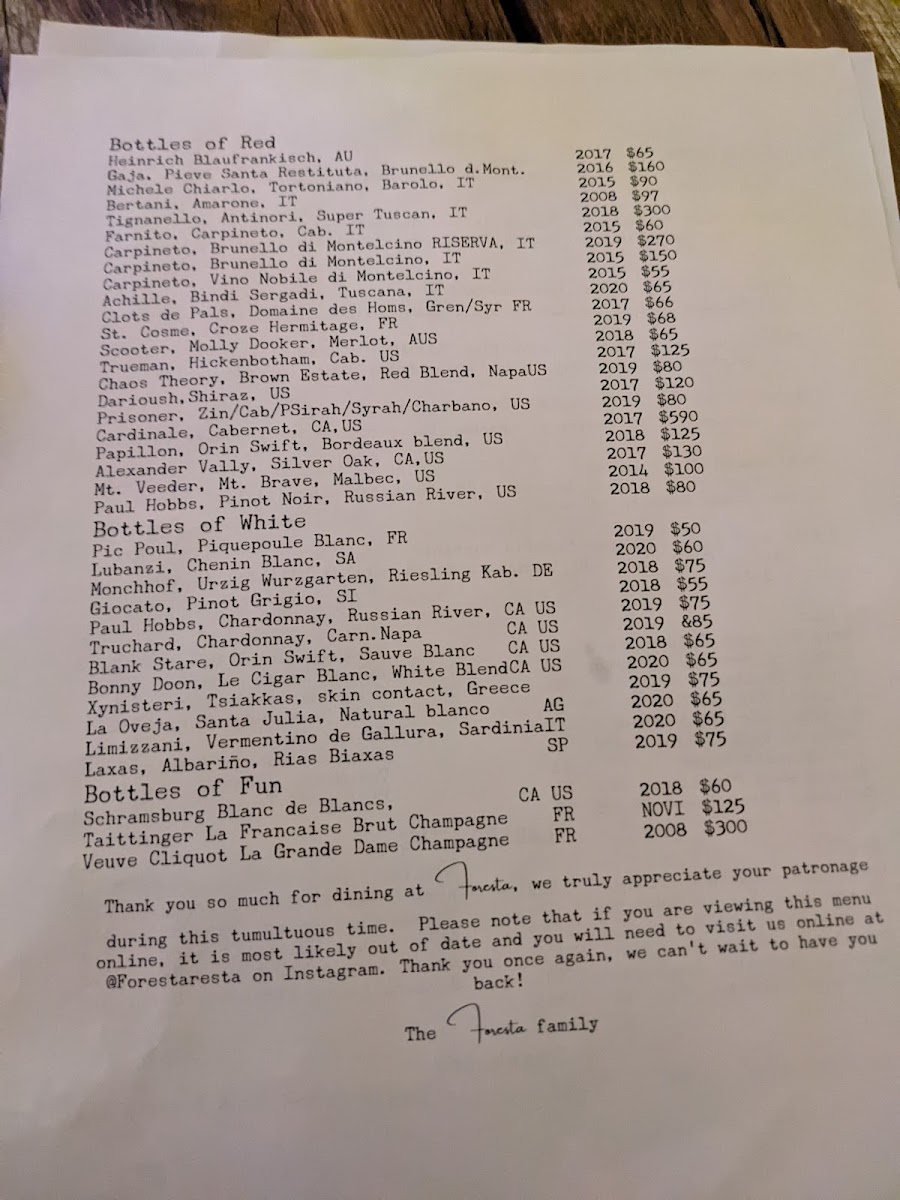 Bottles of Red
Heinrich Blaufrankisch, AU 2017 $65
Gaja, Pieve Santa Restituta, Brunello d.Mont. 2016 $160
Michele Chiarlo, Tortoniano, Barolo, IT 2015 $90
Bertani, Amarone, IT 2008 $97
Tignanello, Antinori, Super Tuscan, IT 2018 $300
Farnito, Carpineto, Cab. IT 2015 $60
Carpineto, Brunello di Montelcino RISERVA, IT 2019 $270
Carpineto, Brunello di Montelcino, IT 2015 $150
Carpineto, Vino Nobile di Montelcino, IT 2015 $55
Achille, Bindi Sergadi, Tuscana, IT 2020 $65
Clots de Pals, Domaine des Homs, Gren/Syr FR 2017 $66
St. Cosme, Croze Hermitage, FR 2019 $68
Scooter, Molly Dooker, Merlot, AUS 2018 $65
Trueman, Hickenbotham, Cab. US 2017 $125
Chaos Theory, Brown Estate, Red Blend, NapaUS 2019 $80
Darioush, Shiraz, US 2017 $120
Prisoner, Zin/Cab/PSirah/Syrah/Charbano, US 2019 $80
Cardinale, Cabernet, CA,US 2017 $590
Papillon, Orin Swift, Bordeaux blend, US 2018 $125
Alexander Vally, Silver Oak, CA,US 2017 $130
Mt. Veeder, Mt. Brave, Malbec, US 2014 $100
Paul Hobbs, Pinot Noir, Russian River, US 2018 $80
Bottles of White
Pic Poul, Piquepoule Blanc, FR 2019 $50
Lubanzi, Chenin Blanc, SA 2020 $60
Monchhof, Urzig Wurzgarten, Riesling Kab. DE 2018 $75
Giocato, Pinot Grigio, SI 2018 $55
Paul Hobbs, Chardonnay, Russian River, CA US 2019 $75
Truchard, Chardonnay, Carn.Napa CA US 2019 &85
Blank Stare, Orin Swift, Sauve Blanc CA US 2018 $65
Bonny Doon, Le Cigar Blanc, White BlendCA US 2020 $65
Xynisteri, Tsiakkas, skin contact, Greece 2019 $75
La Oveja, Santa Julia, Natural blanco AG 2020 $65
Limizzani, Vermentino de Gallura, SardiniaIT 2020 $65
Laxas, Albariño, Rias Biaxas SP 2019 $75
Bottles of Fun
Schramsburg Blanc de Blancs, CA US 2018 $60
Taittinger La Francaise Brut Champagne FR NOVI $125
Veuve Cliquot La Grande Dame Champagne FR 2008 $300
Thank you so much for dining at Foresta, we truly appreciate your patronage
during this tumultuous time. Please note that if you are viewing this menu
online, it is most likely out of date and you will need to visit us online at
@Forestaresta on Instagram. Thank you once again, we can't wait to have you
back!
The Foresta family